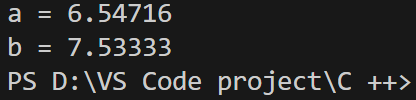 a = 6.54716
b = 7.53333
PS D:\VS Code project\C ++>